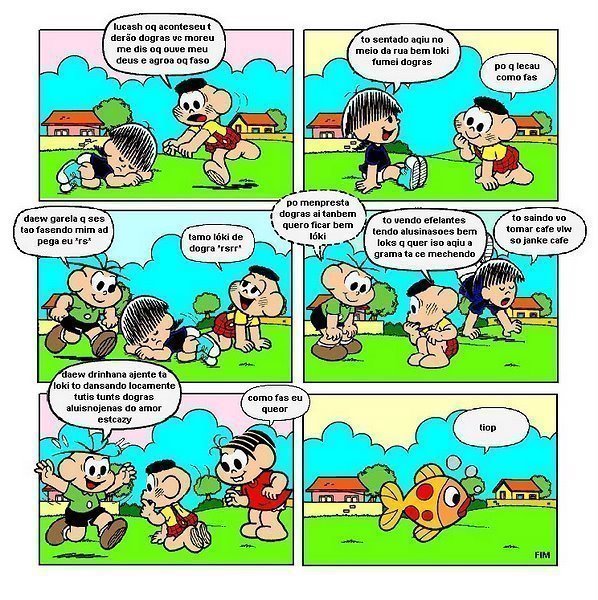 lucash oq aconteseu t
derão dogras vc moreu
me dis oq ouve meu
deus e agroa oq faso
to sentado aqiu no
meio da rua bem loki
fumei dogras
po q lecau
como fas
daew garela q ses
tao fasendo mim ad
pega eu *rs*
tamo lóki de
dogra *rsrr*
po menpresta
dogras ai tanbem
quero ficar bem
lóki
to vendo efelantes
tendo alusinasoes bem
loks q quer iso aqiu a
grama ta ce mechendo
to saindo vo
tomar cafe vlw
so janke cafe
daew drinhana ajente ta
loki to dansando locamente
tutis tunts dogras
aluisnojenas do amor
estcazy
como fas eu
queor
tiop
FIM